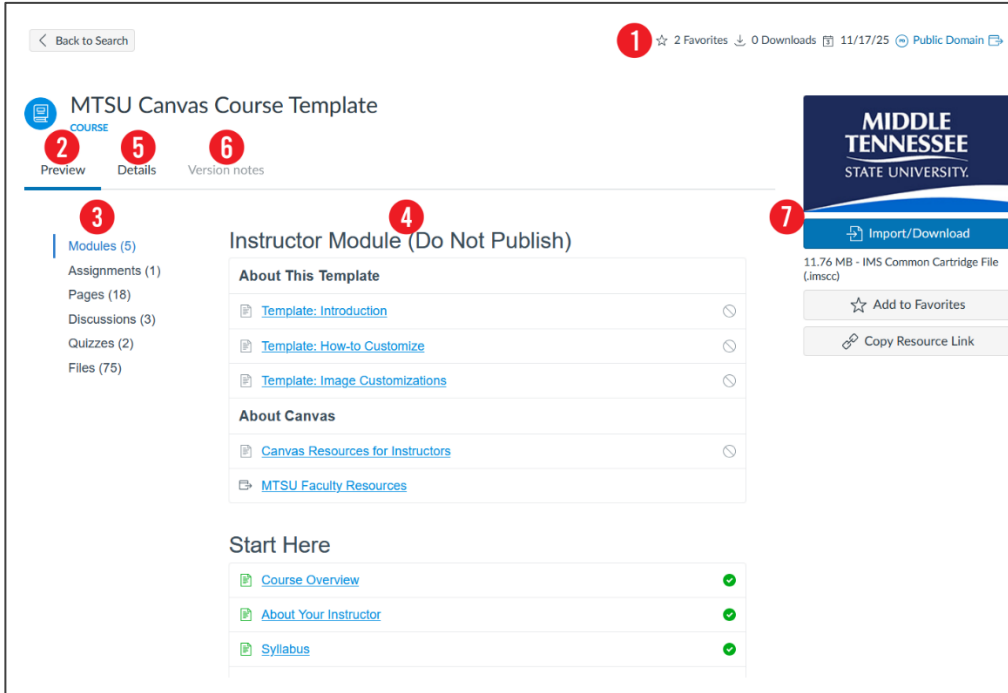 Back to Search
1 2 Favorites 0 Downloads 11/17/25 Public Domain
MTSU Canvas Course Template
COURSE
2 5 6
Preview Details Version notes
3
Modules (5)
Assignments (1)
Pages (18)
Discussions (3)
Quizzes (2)
Files (75)
4
Instructor Module (Do Not Publish)
About This Template
Template: Introduction
Template: How-to Customize
Template: Image Customizations
About Canvas
Canvas Resources for Instructors
MTSU Faculty Resources
Start Here
Course Overview
About Your Instructor
Syllabus
MIDDLE
TENNESSEE
STATE UNIVERSITY.
7
Import/Download
11.76 MB - IMS Common Cartridge File
(.imscc)
Add to Favorites
Copy Resource Link